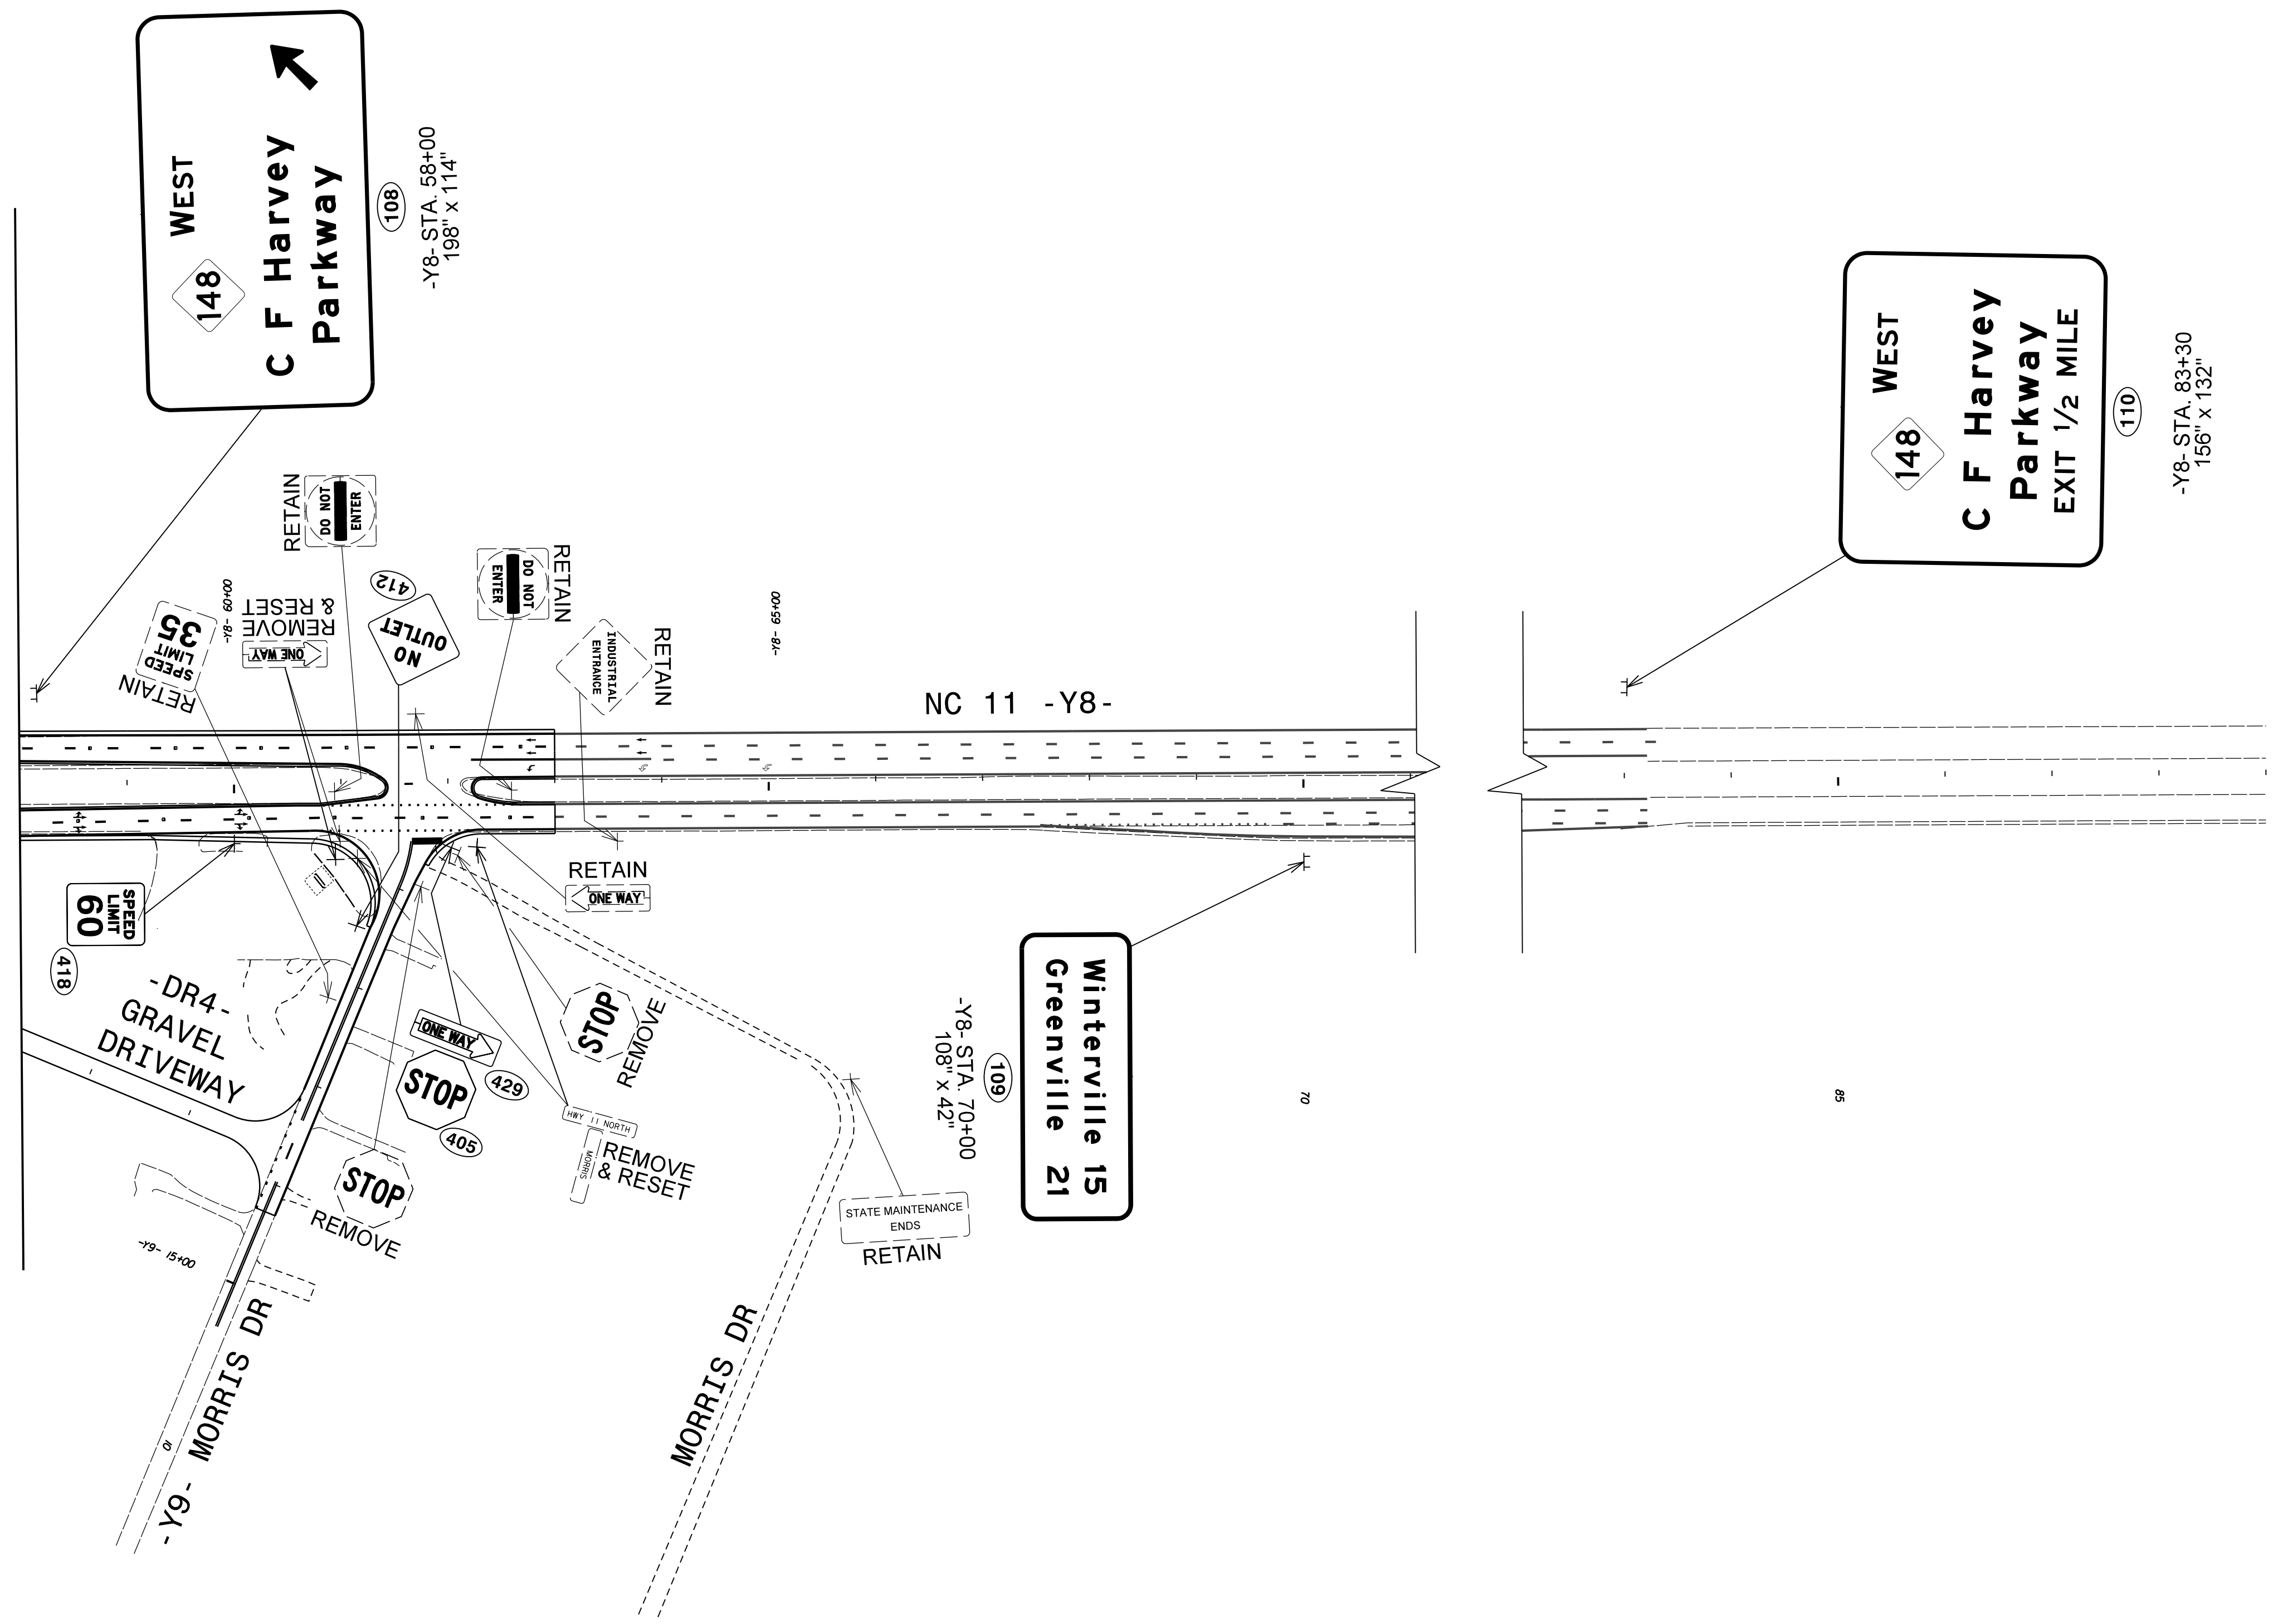 WEST
148
C F Harvey
Parkway
108
-Y8- STA. 58+00
198" x 114"
WEST
148
C F Harvey
Parkway
EXIT 1/2 MILE
110
-Y8- STA. 83+30
156" x 132"
RETAIN
DO NOT
ENTER
DO NOT
ENTER
RETAIN
412
NO
OUTLET
-Y8- 60+00
REMOVE
& RESET
ONE WAY
SPEED
LIMIT
35
RETAIN
INDUSTRIAL
ENTRANCE
RETAIN
-Y8- 65+00
NC 11 -Y8-
RETAIN
ONE WAY
SPEED
LIMIT
60
418
-DR4-
GRAVEL
DRIVEWAY
STOP
REMOVE
ONE WAY
429
STOP
405
HWY 11 NORTH
MORRIS
REMOVE
& RESET
STOP
REMOVE
Winterville 15
Greenville 21
109
-Y8- STA. 70+00
108" x 42"
70
85
STATE MAINTENANCE
ENDS
RETAIN
-Y9- 15+00
10
-Y9- MORRIS DR
MORRIS DR